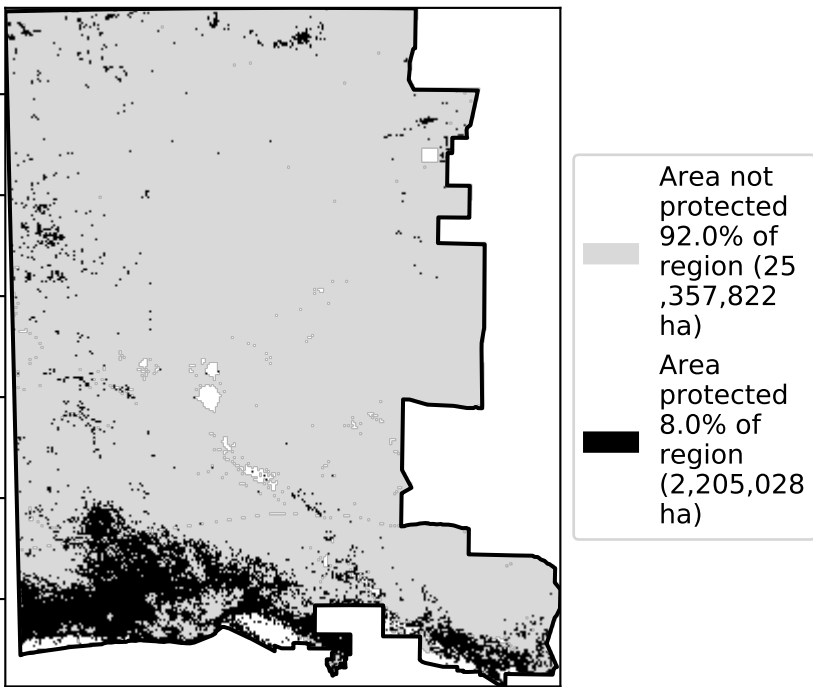 Area not
protected
92.0% of
region (25
,357,822
ha)
Area
protected
8.0% of
region
(2,205,028
ha)